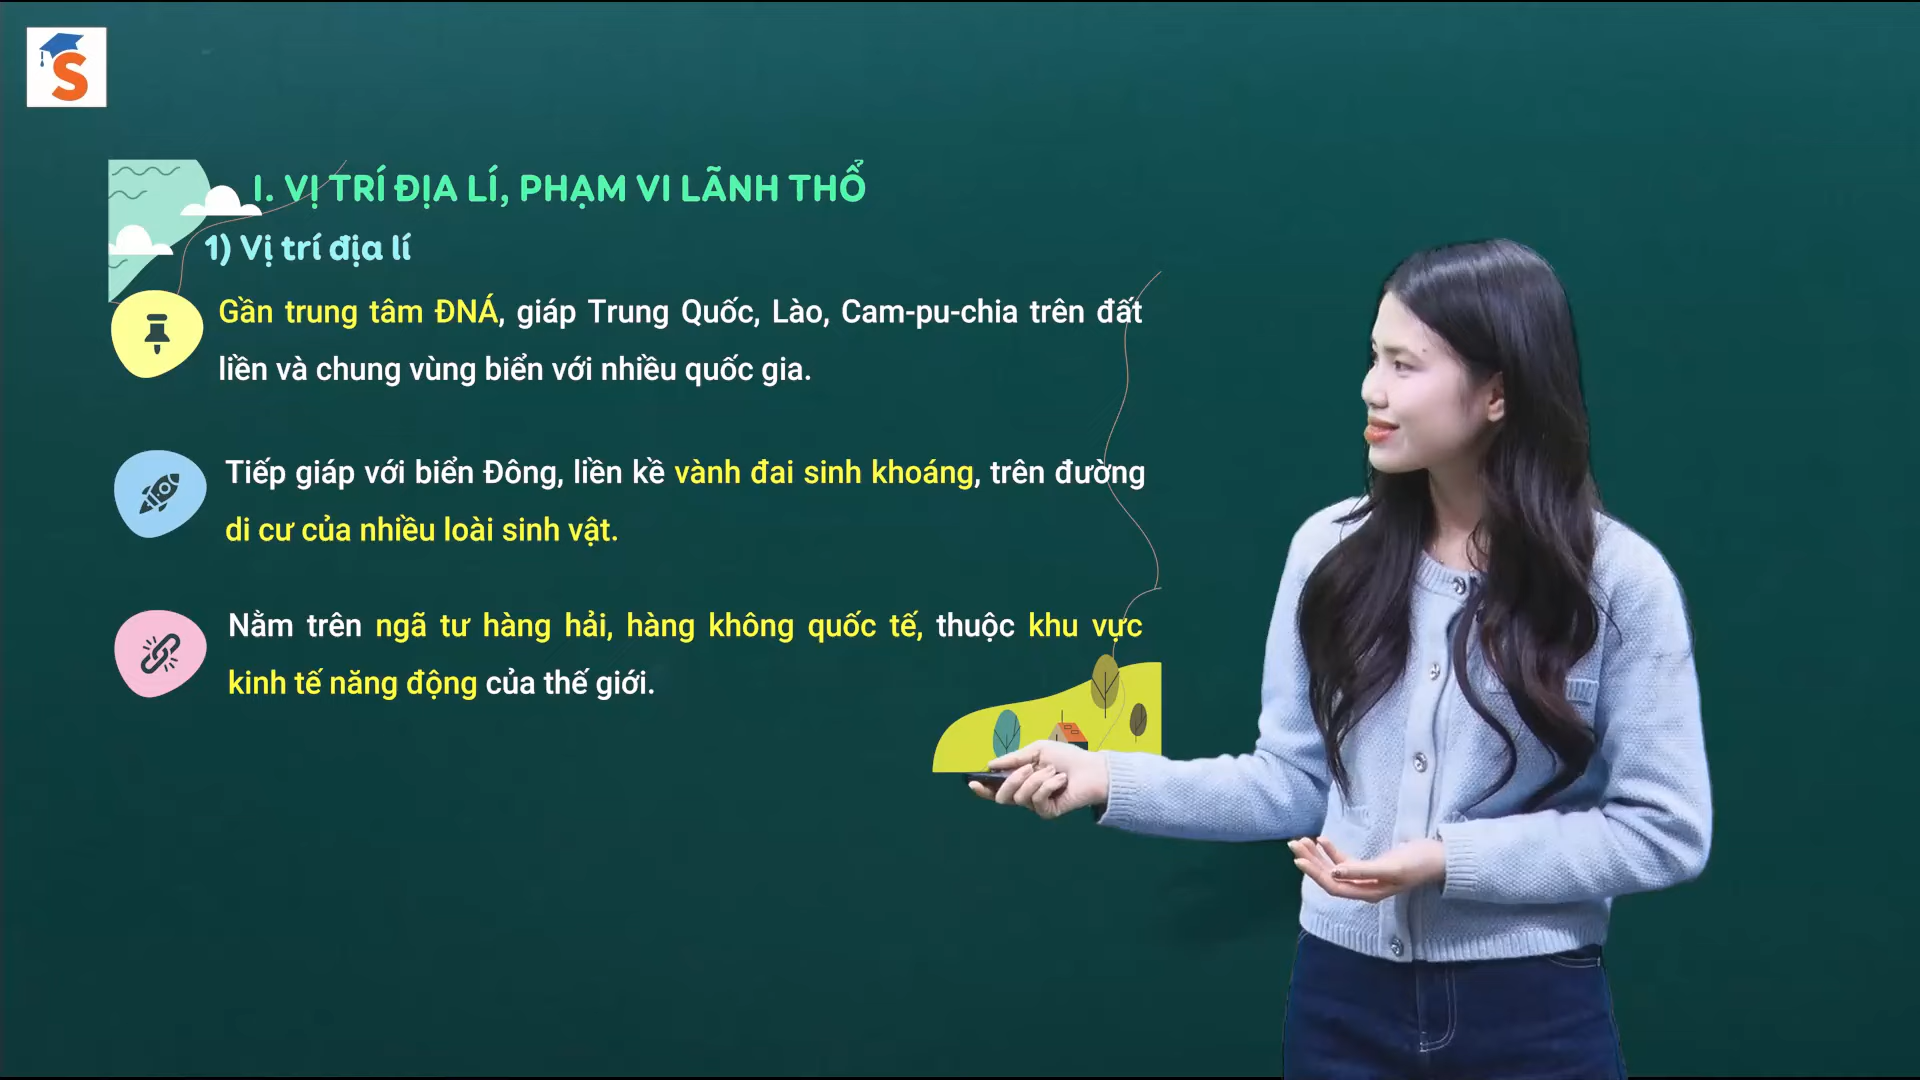 S
I. VỊ TRÍ ĐỊA LÍ, PHẠM VI LÃNH THỔ
1) Vị trí địa lí
Gần trung tâm ĐNÁ, giáp Trung Quốc, Lào, Cam-pu-chia trên đất
liền và chung vùng biển với nhiều quốc gia.
Tiếp giáp với biển Đông, liền kề vành đai sinh khoáng, trên đường
di cư của nhiều loài sinh vật.
Nằm trên ngã tư hàng hải, hàng không quốc tế, thuộc khu vực
kinh tế năng động của thế giới.